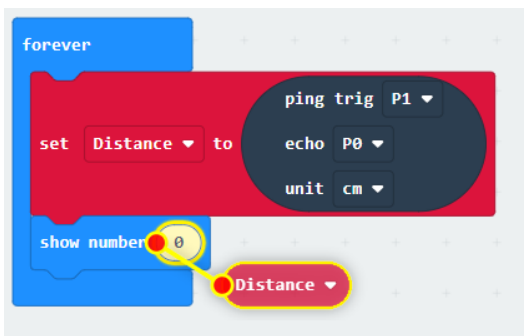 forever
ping trig P1
set Distance to echo P0
unit cm
show number 0
Distance